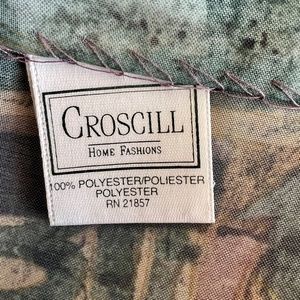 CROSCILL
HOME FASHIONS
100% POLYESTER/POLIESTER
POLYESTER
RN 21857